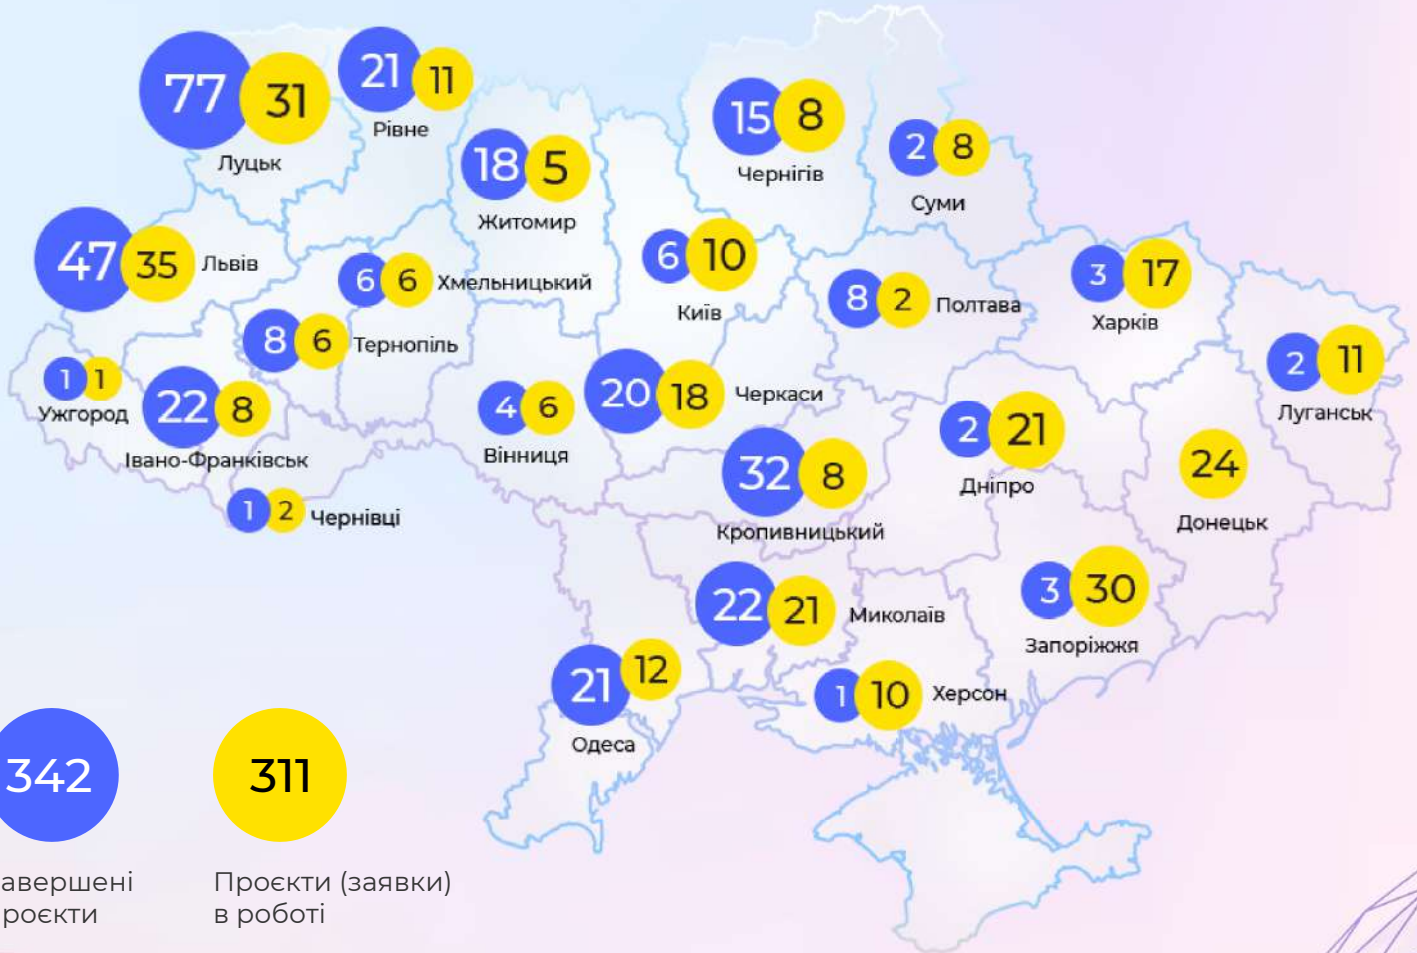 77 31
Луцьк
21 11
Рівне
18 5
Житомир
15 8
Чернігів
2 8
Суми
47 35 Львів
6 6 Хмельницький
6 10
Київ
8 2 Полтава
3 17
Харків
8 6 Тернопіль
2 11
Луганськ
1 1
Ужгород
22 8
Івано-Франківськ
4 6
Вінниця
20 18 Черкаси
2 21
Дніпро
24
Донецьк
32 8
Кропивницький
1 2 Чернівці
22 21 Миколаїв
3 30
Запоріжжя
21 12
Одеса
1 10 Херсон
342
авершені
роєкти
311
Проєкти (заявки)
в роботі